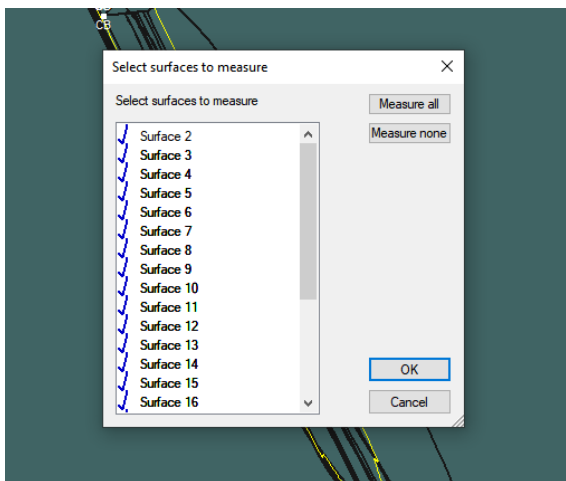 CB
Select surfaces to measure
Select surfaces to measure
Measure all
Measure none
Surface 2
Surface 3
Surface 4
Surface 5
Surface 6
Surface 7
Surface 8
Surface 9
Surface 10
Surface 11
Surface 12
Surface 13
Surface 14
Surface 15
Surface 16
OK
Cancel